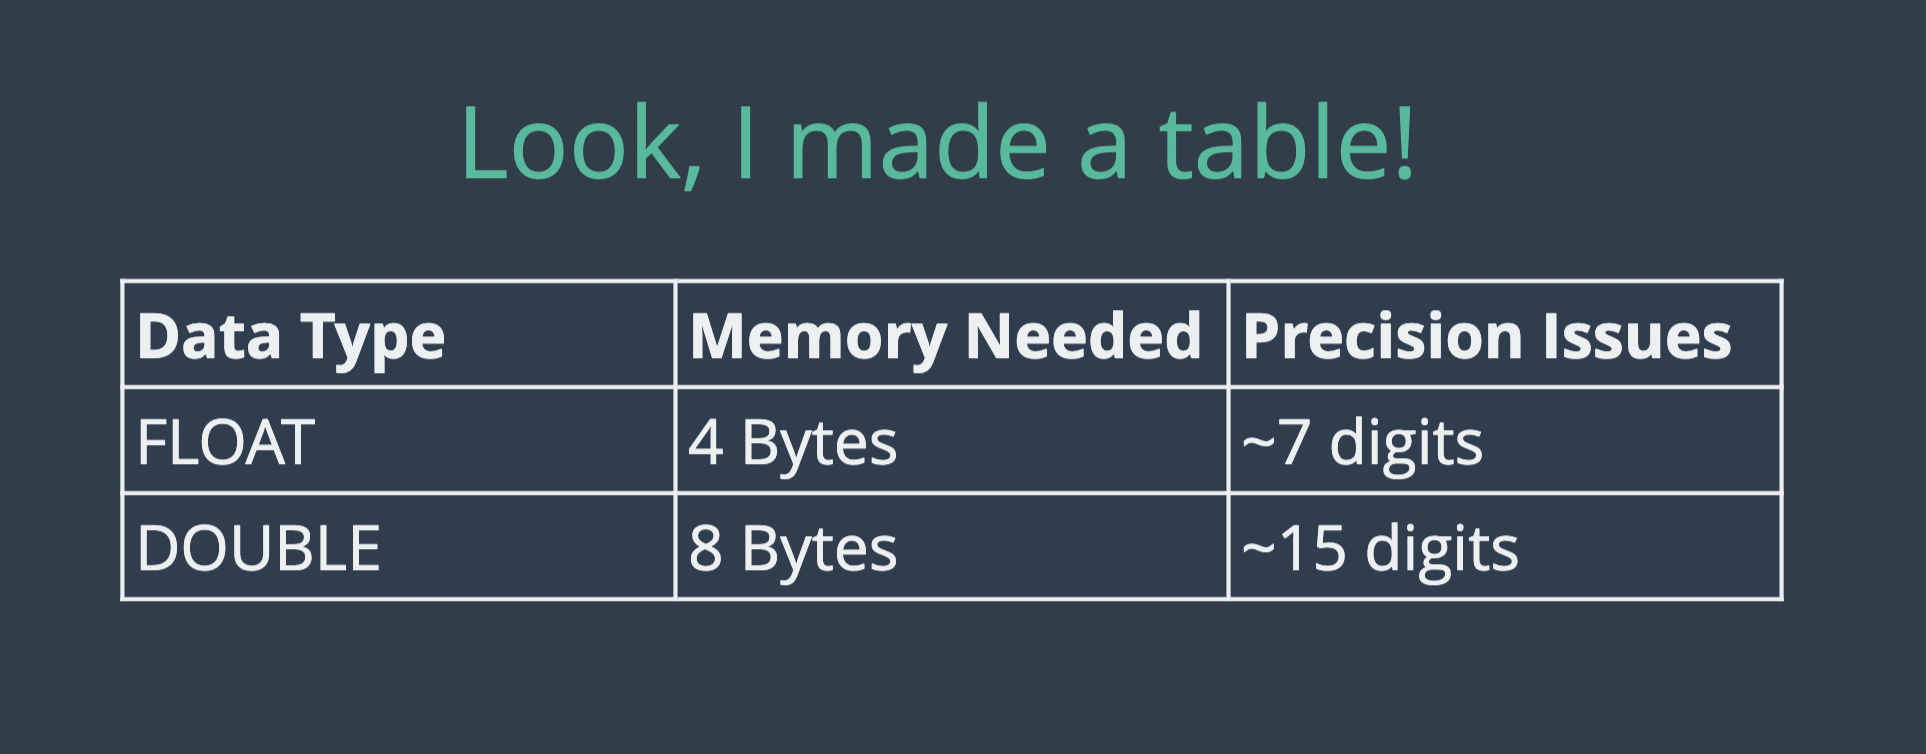 Look, I made a table!
Data Type Memory Needed Precision Issues
FLOAT 4 Bytes ~7 digits
DOUBLE 8 Bytes ~15 digits